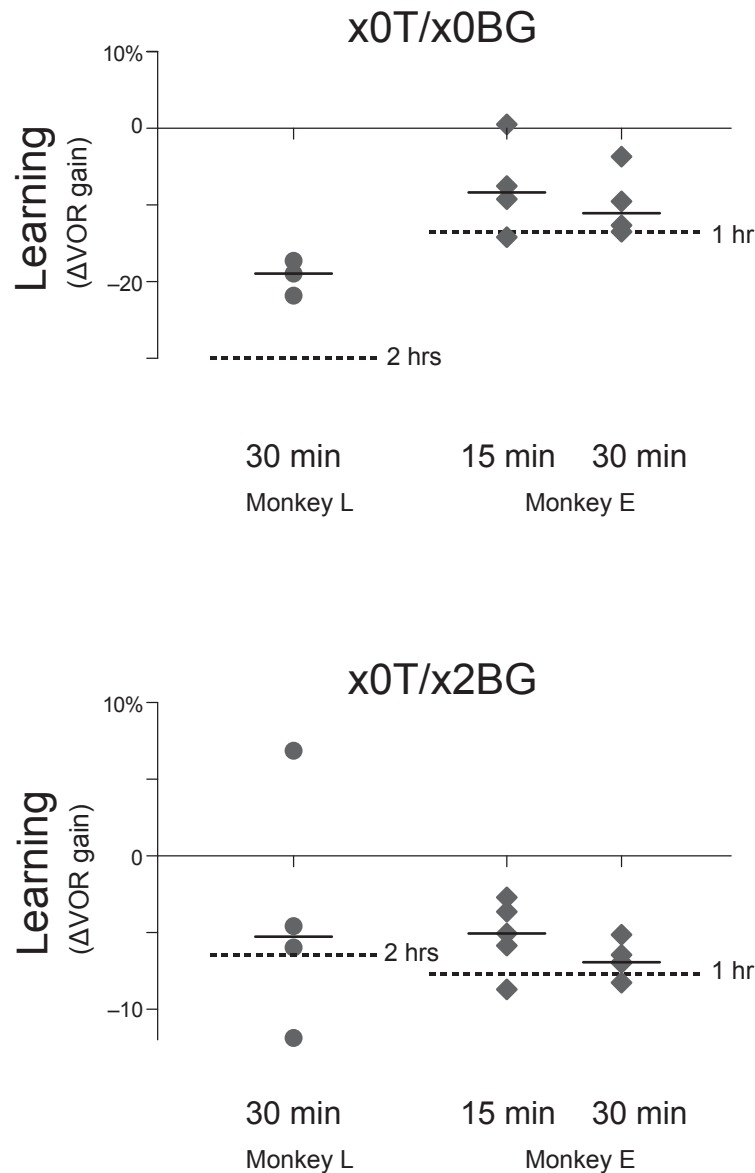 x0T/x0BG
10%
0
–20
Learning
(ΔVOR gain)
1 hr
2 hrs
30 min
15 min
30 min
Monkey L
Monkey E
x0T/x2BG
10%
0
–10
Learning
(ΔVOR gain)
2 hrs
1 hr
30 min
15 min
30 min
Monkey L
Monkey E